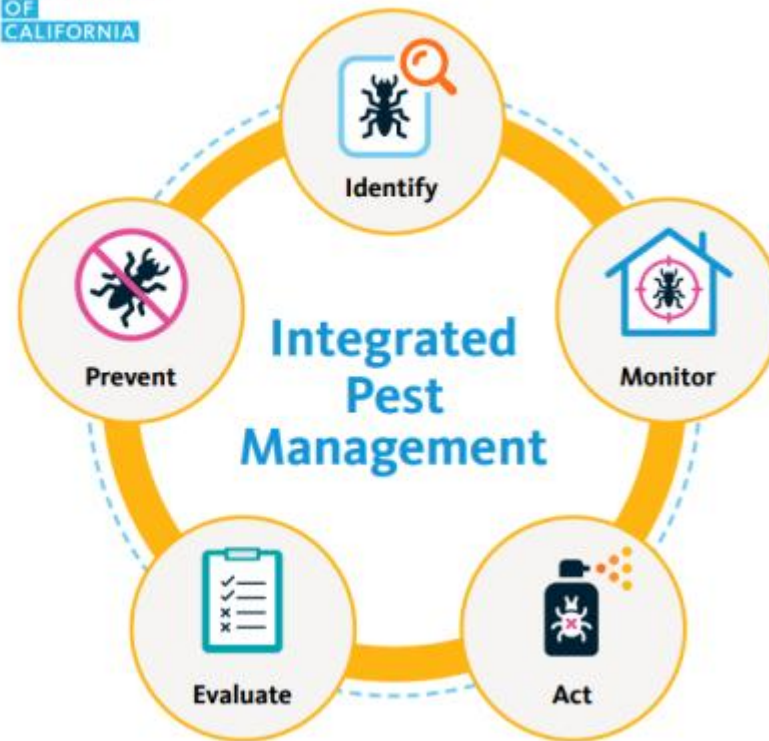 OF
CALIFORNIA
Identify
Prevent
Monitor
Integrated
Pest
Management
Evaluate
Act